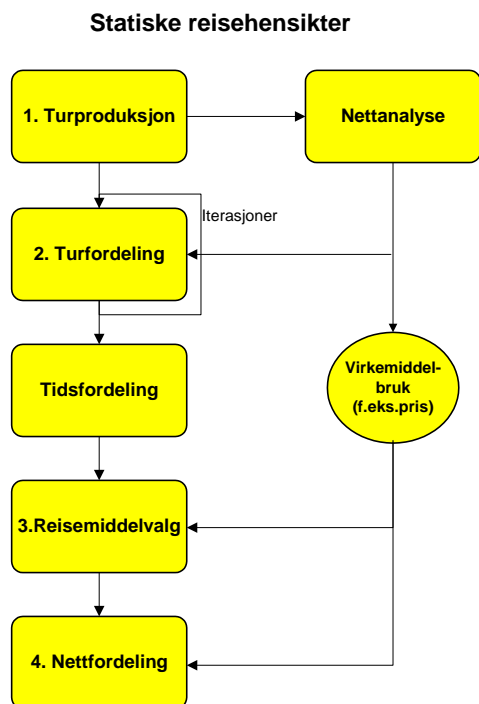 Statiske reisehensikter
1. Turproduksjon
Nettanalyse
Iterasjoner
2. Turfordeling
Tidsfordeling
Virkemiddel-
bruk
(f.eks.pris)
3.Reisemiddelvalg
4. Nettfordeling